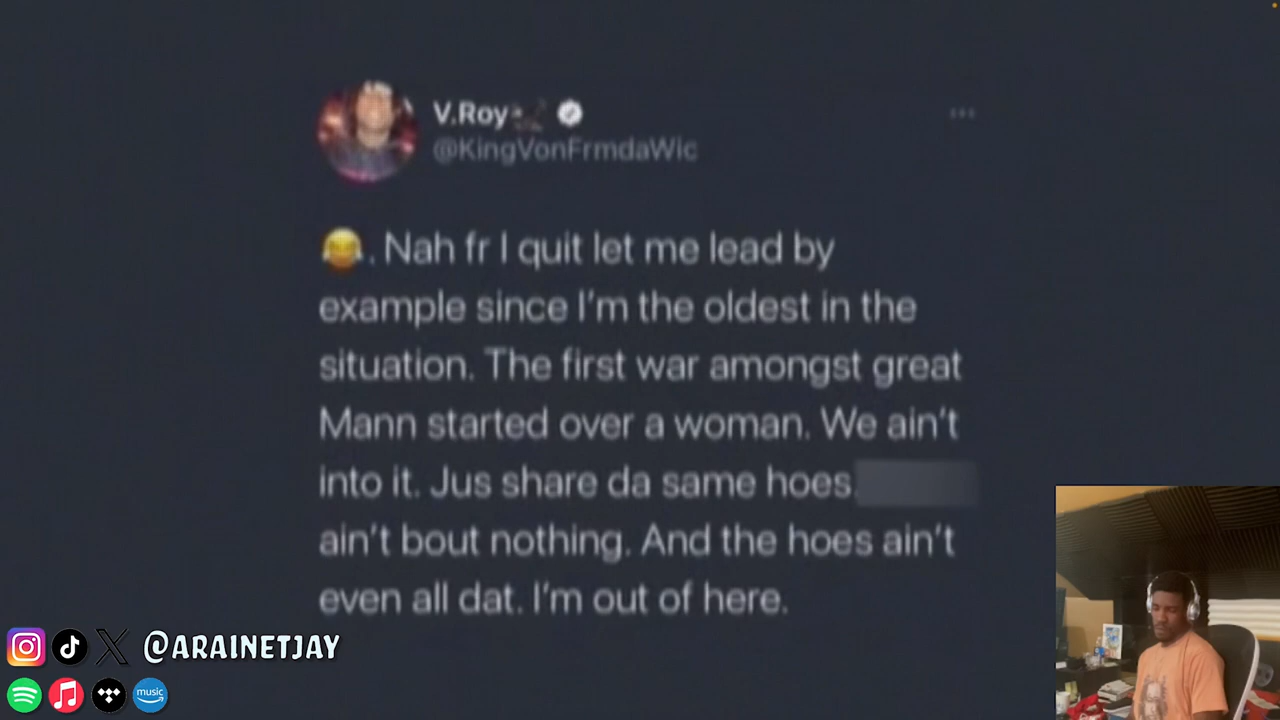 V.Roy
@KingVonFrmdaWic
😂. Nah fr I quit let me lead by
example since I'm the oldest in the
situation. The first war amongst great
Mann started over a woman. We ain't
into it. Jus share da same hoes.
ain't bout nothing. And the hoes ain't
even all dat. I'm out of here.
@ARAINETJAY
music